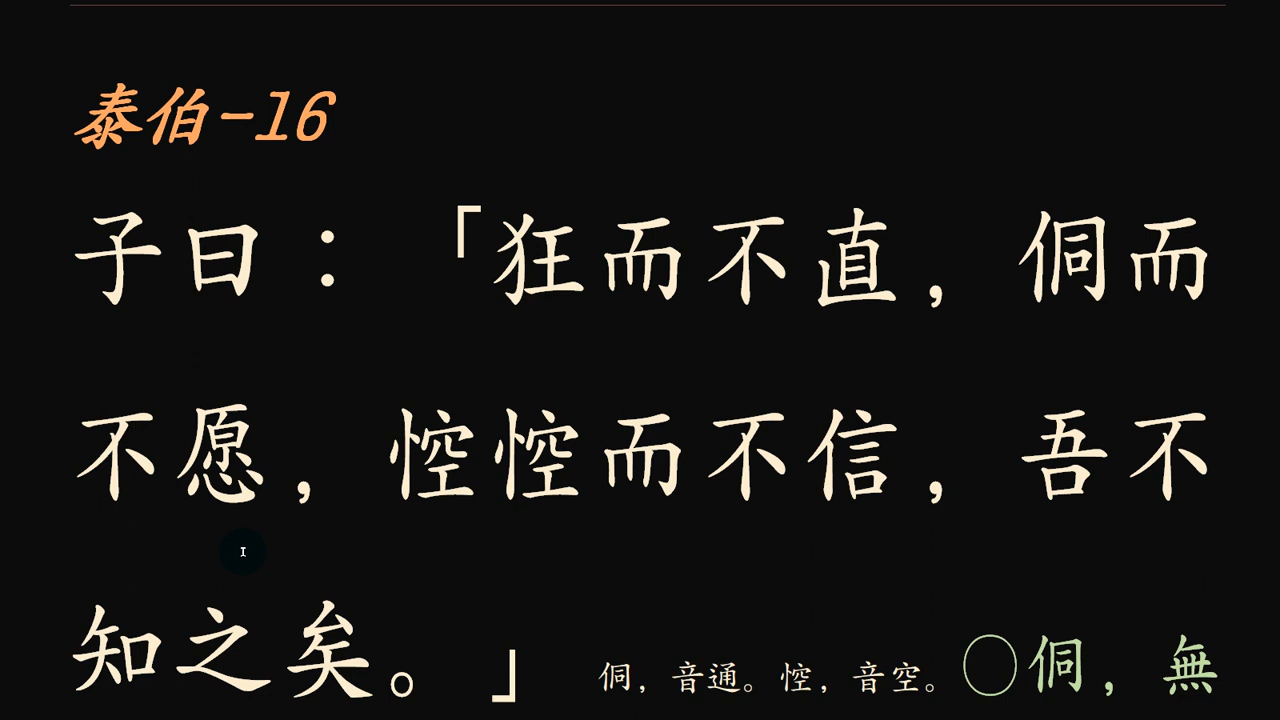 泰伯-16
子曰：「狂而不直，侗而
不愿，悾悾而不信，吾不
知之矣。」 侗，音通。悾，音空。○侗，無